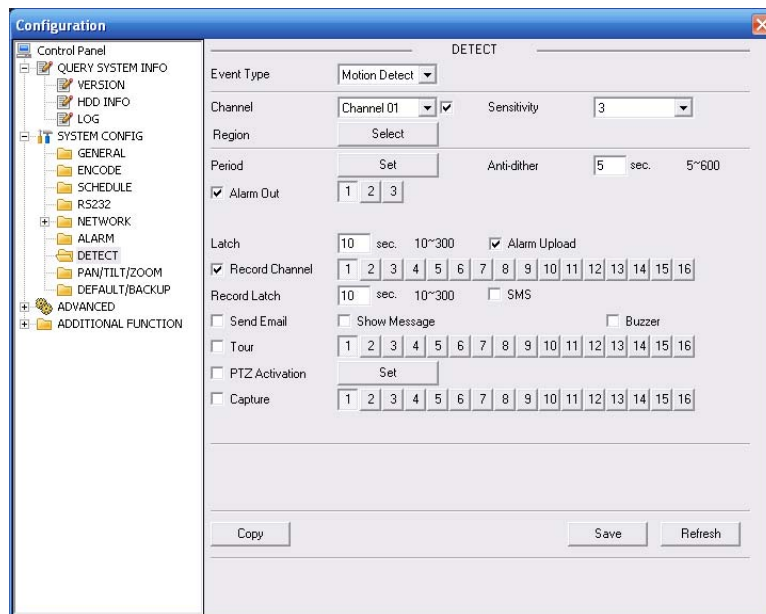 Configuration
Control Panel
QUERY SYSTEM INFO
VERSION
HDD INFO
LOG
SYSTEM CONFIG
GENERAL
ENCODE
SCHEDULE
RS232
NETWORK
ALARM
DETECT
PAN/TILT/ZOOM
DEFAULT/BACKUP
ADVANCED
ADDITIONAL FUNCTION
DETECT
Event Type Motion Detect
Channel Channel 01 Sensitivity 3
Region Select
Period Set Anti-dither 5 sec. 5~600
Alarm Out 1 2 3
Latch 10 sec. 10~300 Alarm Upload
Record Channel 1 2 3 4 5 6 7 8 9 10 11 12 13 14 15 16
Record Latch 10 sec. 10~300 SMS
Send Email Show Message Buzzer
Tour 1 2 3 4 5 6 7 8 9 10 11 12 13 14 15 16
PTZ Activation Set
Capture 1 2 3 4 5 6 7 8 9 10 11 12 13 14 15 16
Copy Save Refresh